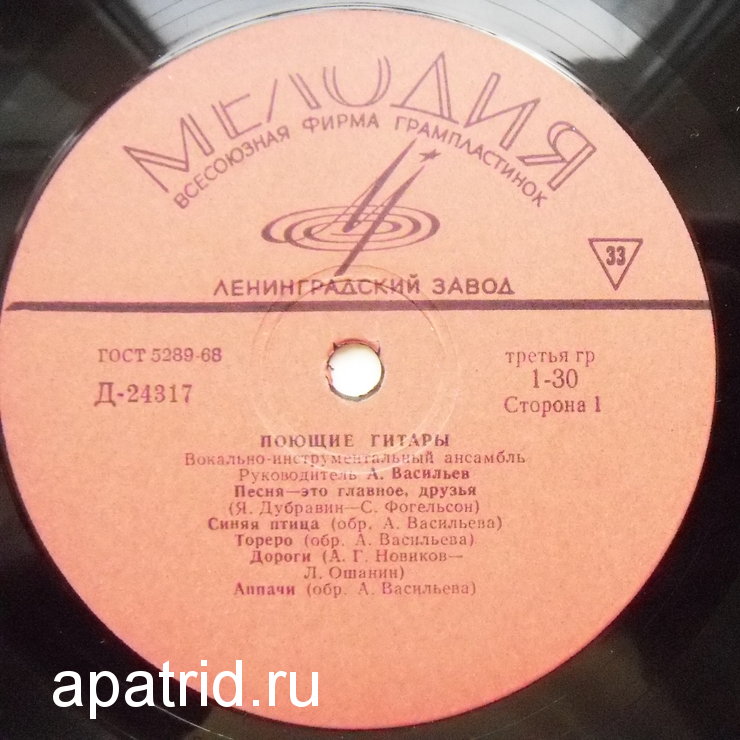 МЕЛОДИЯ
ВСЕСОЮЗНАЯ ФИРМА ГРАМПЛАСТИНОК
33
ЛЕНИНГРАДСКИЙ ЗАВОД
ГОСТ 5289-68
третья гр
Д-24317
1-30
Сторона 1
ПОЮЩИЕ ГИТАРЫ
Вокально-инструментальный ансамбль
Руководитель А. Васильев
Песня—это главное, друзья
(Я. Дубравин—С. Фогельсон)
Синяя птица (обр. А. Васильева)
Тореро (обр. А. Васильева)
Дороги (А. Г. Новиков—
Л. Ошанин)
Аппачи (обр. А. Васильева)
apatrid.ru